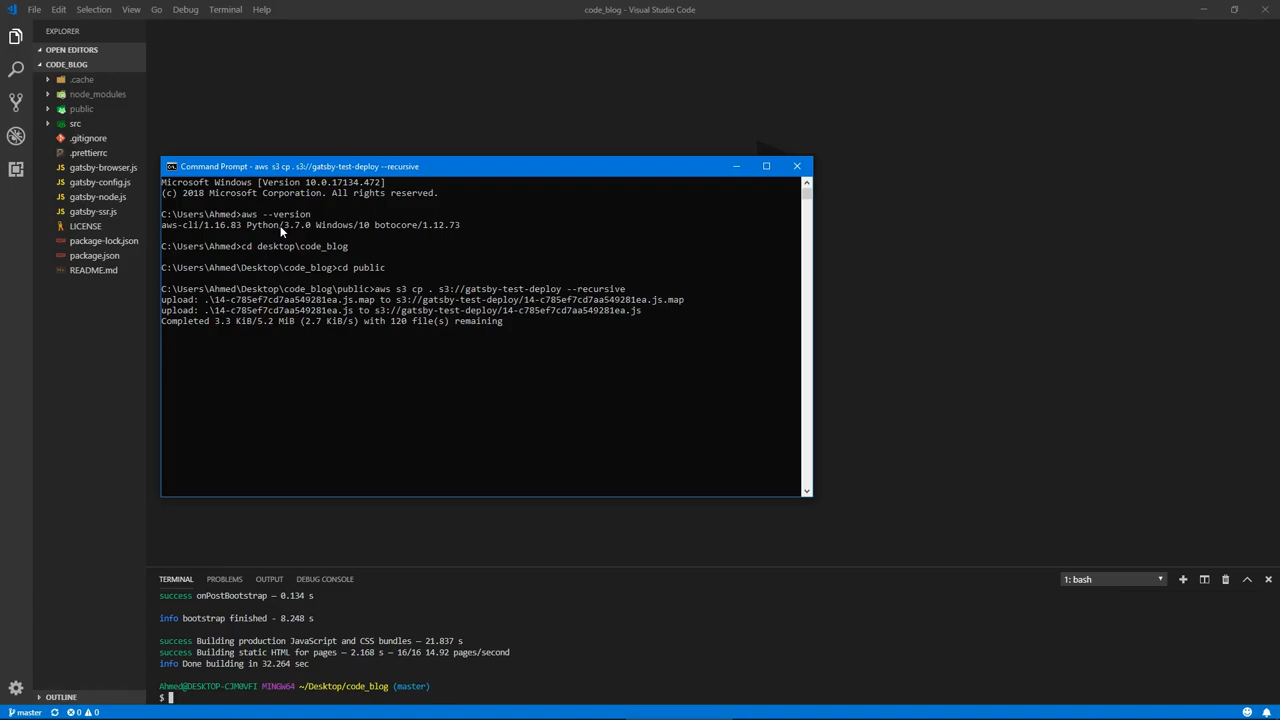 File Edit Selection View Go Debug Terminal Help
code_blog - Visual Studio Code
EXPLORER
OPEN EDITORS
CODE_BLOG
.cache
node_modules
public
src
.gitignore
.prettierrc
JS gatsby-browser.js
JS gatsby-config.js
JS gatsby-node.js
JS gatsby-ssr.js
LICENSE
package-lock.json
package.json
README.md
OUTLINE
Command Prompt - aws s3 cp . s3://gatsby-test-deploy --recursive
Microsoft Windows [Version 10.0.17134.472]
(c) 2018 Microsoft Corporation. All rights reserved.
C:\Users\Ahmed>aws --version
aws-cli/1.16.83 Python/3.7.0 Windows/10 botocore/1.12.73
C:\Users\Ahmed>cd desktop\code_blog
C:\Users\Ahmed\Desktop\code_blog>cd public
C:\Users\Ahmed\Desktop\code_blog\public>aws s3 cp . s3://gatsby-test-deploy --recursive
upload: .\14-c785ef7cd7aa549281ea.js.map to s3://gatsby-test-deploy/14-c785ef7cd7aa549281ea.js.map
upload: .\14-c785ef7cd7aa549281ea.js to s3://gatsby-test-deploy/14-c785ef7cd7aa549281ea.js
Completed 3.3 KiB/5.2 MiB (2.7 KiB/s) with 120 file(s) remaining
TERMINAL PROBLEMS OUTPUT DEBUG CONSOLE
1: bash
success onPostBootstrap — 0.134 s
info bootstrap finished - 8.248 s
success Building production JavaScript and CSS bundles — 21.837 s
success Building static HTML for pages — 2.168 s — 16/16 14.92 pages/second
info Done building in 32.264 sec
Ahmed@DESKTOP-CJM0VFI MINGW64 ~/Desktop/code_blog (master)
$
master 0 0